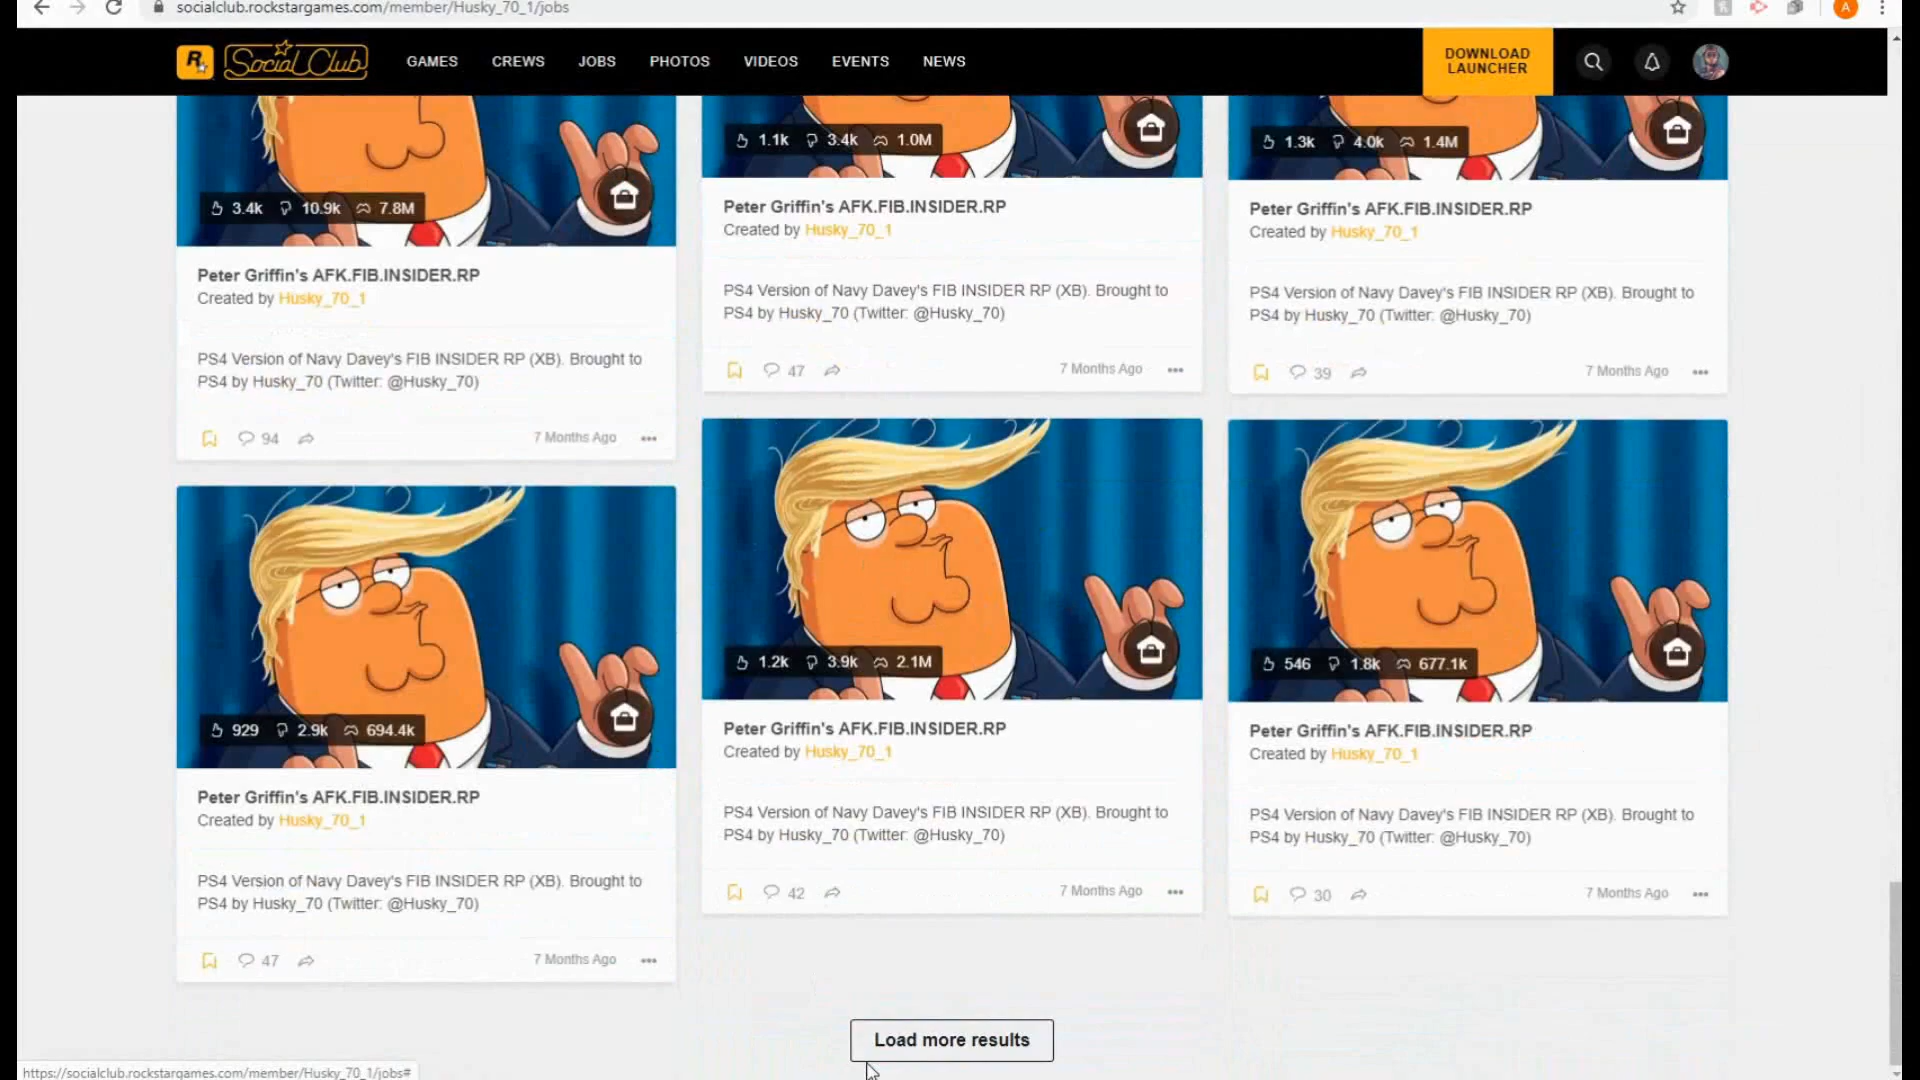 socialclub.rockstargames.com/member/Husky_70_1/jobs
A
R
Social Club
GAMES
CREWS
JOBS
PHOTOS
VIDEOS
EVENTS
NEWS
DOWNLOAD
LAUNCHER
3.4k 10.9k 7.8M
Peter Griffin's AFK.FIB.INSIDER.RP
Created by Husky_70_1
PS4 Version of Navy Davey's FIB INSIDER RP (XB). Brought to
PS4 by Husky_70 (Twitter: @Husky_70)
94
7 Months Ago
1.1k 3.4k 1.0M
Peter Griffin's AFK.FIB.INSIDER.RP
Created by Husky_70_1
PS4 Version of Navy Davey's FIB INSIDER RP (XB). Brought to
PS4 by Husky_70 (Twitter: @Husky_70)
47
7 Months Ago
1.3k 4.0k 1.4M
Peter Griffin's AFK.FIB.INSIDER.RP
Created by Husky_70_1
PS4 Version of Navy Davey's FIB INSIDER RP (XB). Brought to
PS4 by Husky_70 (Twitter: @Husky_70)
39
7 Months Ago
929 2.9k 694.4k
Peter Griffin's AFK.FIB.INSIDER.RP
Created by Husky_70_1
PS4 Version of Navy Davey's FIB INSIDER RP (XB). Brought to
PS4 by Husky_70 (Twitter: @Husky_70)
47
7 Months Ago
1.2k 3.9k 2.1M
Peter Griffin's AFK.FIB.INSIDER.RP
Created by Husky_70_1
PS4 Version of Navy Davey's FIB INSIDER RP (XB). Brought to
PS4 by Husky_70 (Twitter: @Husky_70)
42
7 Months Ago
546 1.8k 677.1k
Peter Griffin's AFK.FIB.INSIDER.RP
Created by Husky_70_1
PS4 Version of Navy Davey's FIB INSIDER RP (XB). Brought to
PS4 by Husky_70 (Twitter: @Husky_70)
30
7 Months Ago
Load more results
https://socialclub.rockstargames.com/member/Husky_70_1/jobs#